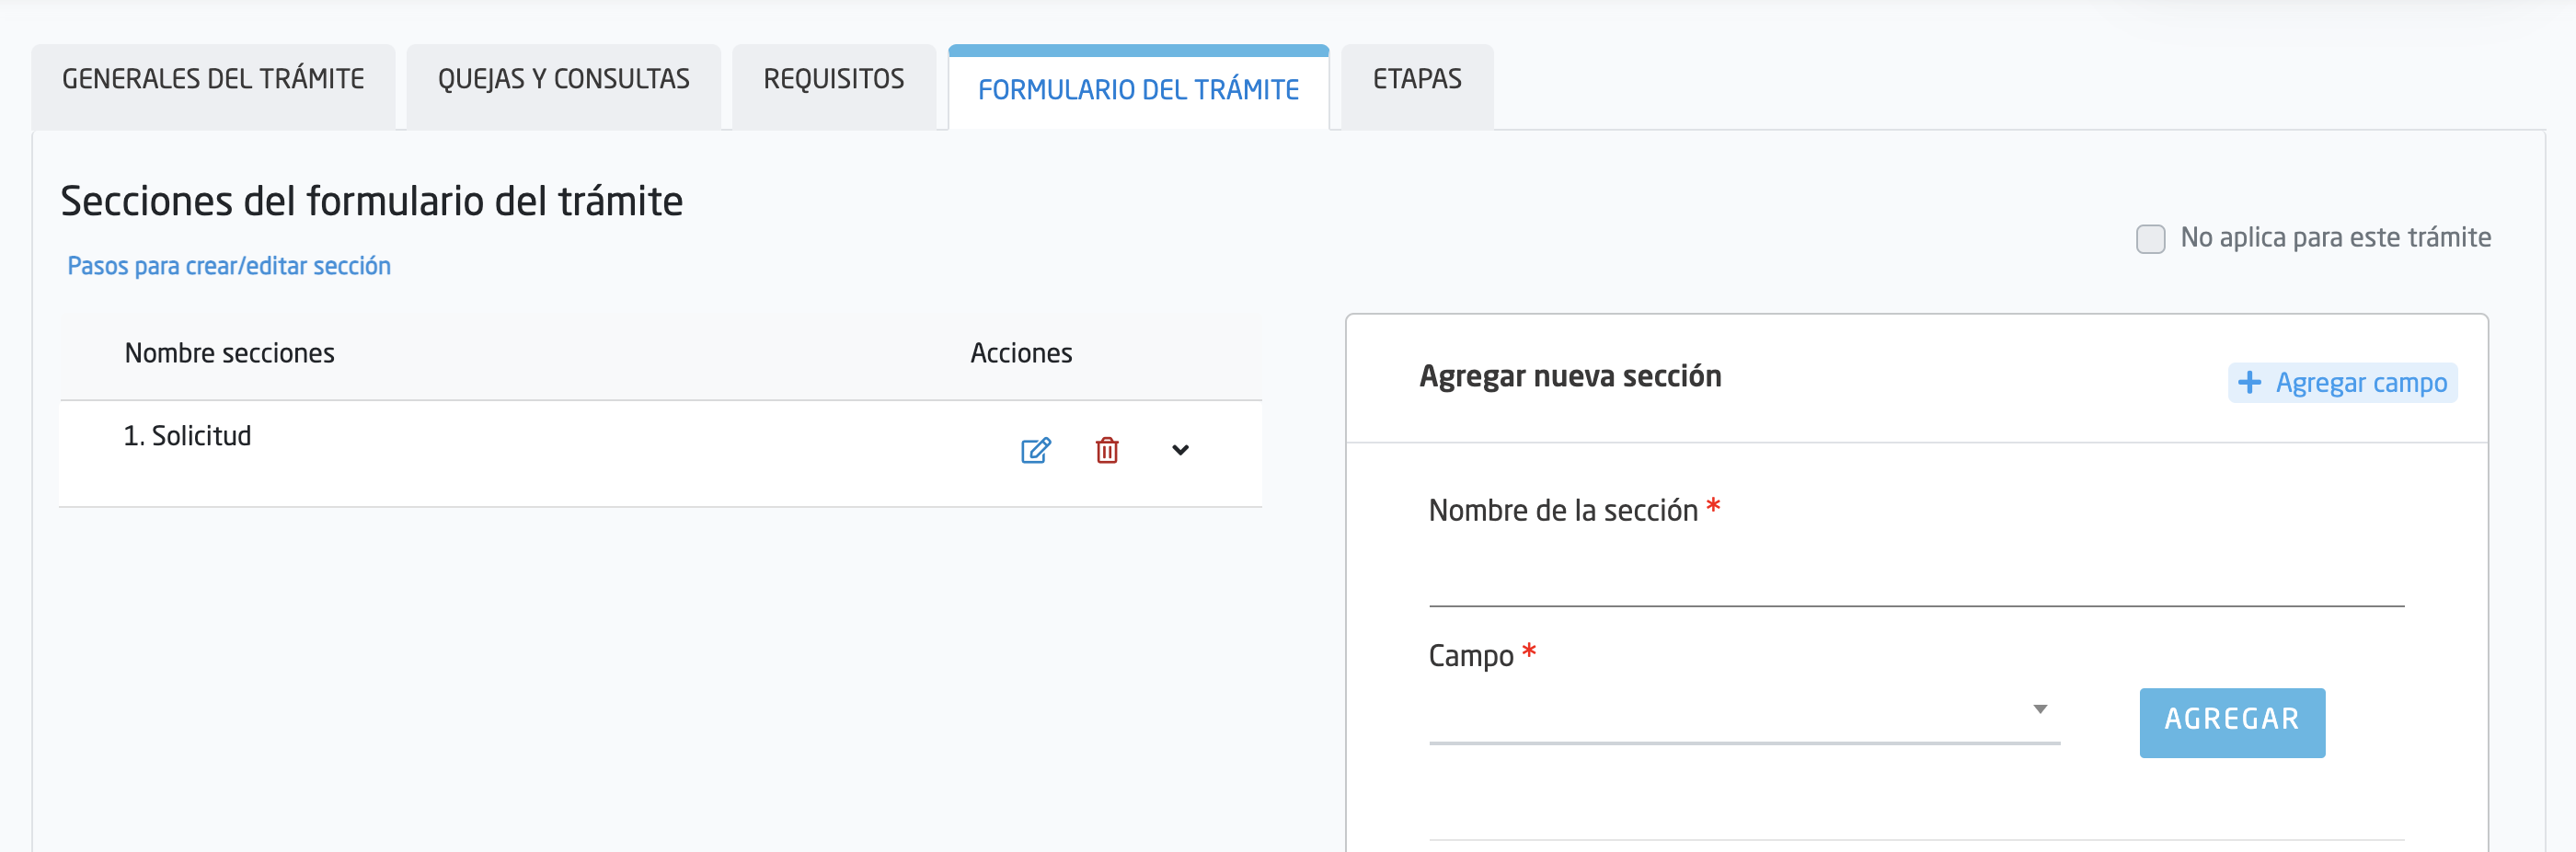 GENERALES DEL TRÁMITE
QUEJAS Y CONSULTAS
REQUISITOS
FORMULARIO DEL TRÁMITE
ETAPAS
Secciones del formulario del trámite
Pasos para crear/editar sección
No aplica para este trámite
Nombre secciones
Acciones
1. Solicitud
Agregar nueva sección
+ Agregar campo
Nombre de la sección *
Campo *
AGREGAR